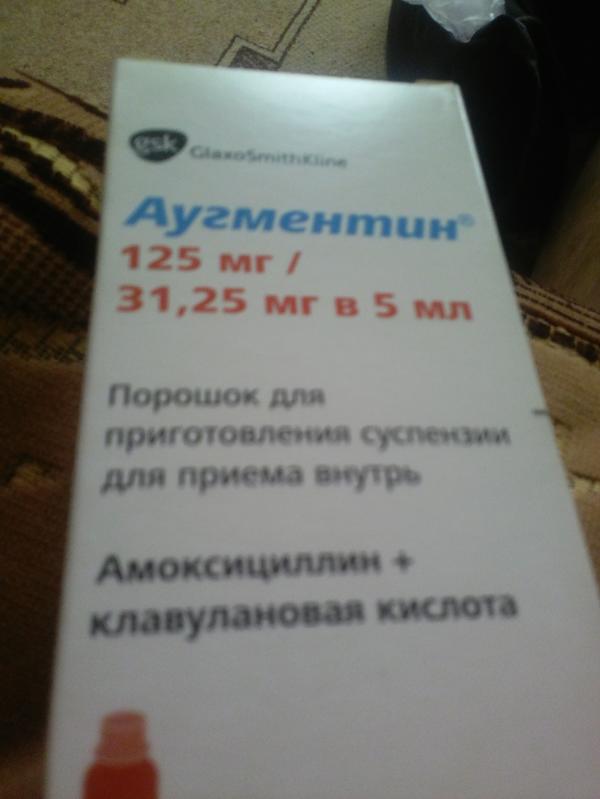 gsk GlaxoSmithKline
Аугментин®
125 мг /
31,25 мг в 5 мл
Порошок для
приготовления суспензии
для приема внутрь
Амоксициллин +
клавулановая кислота